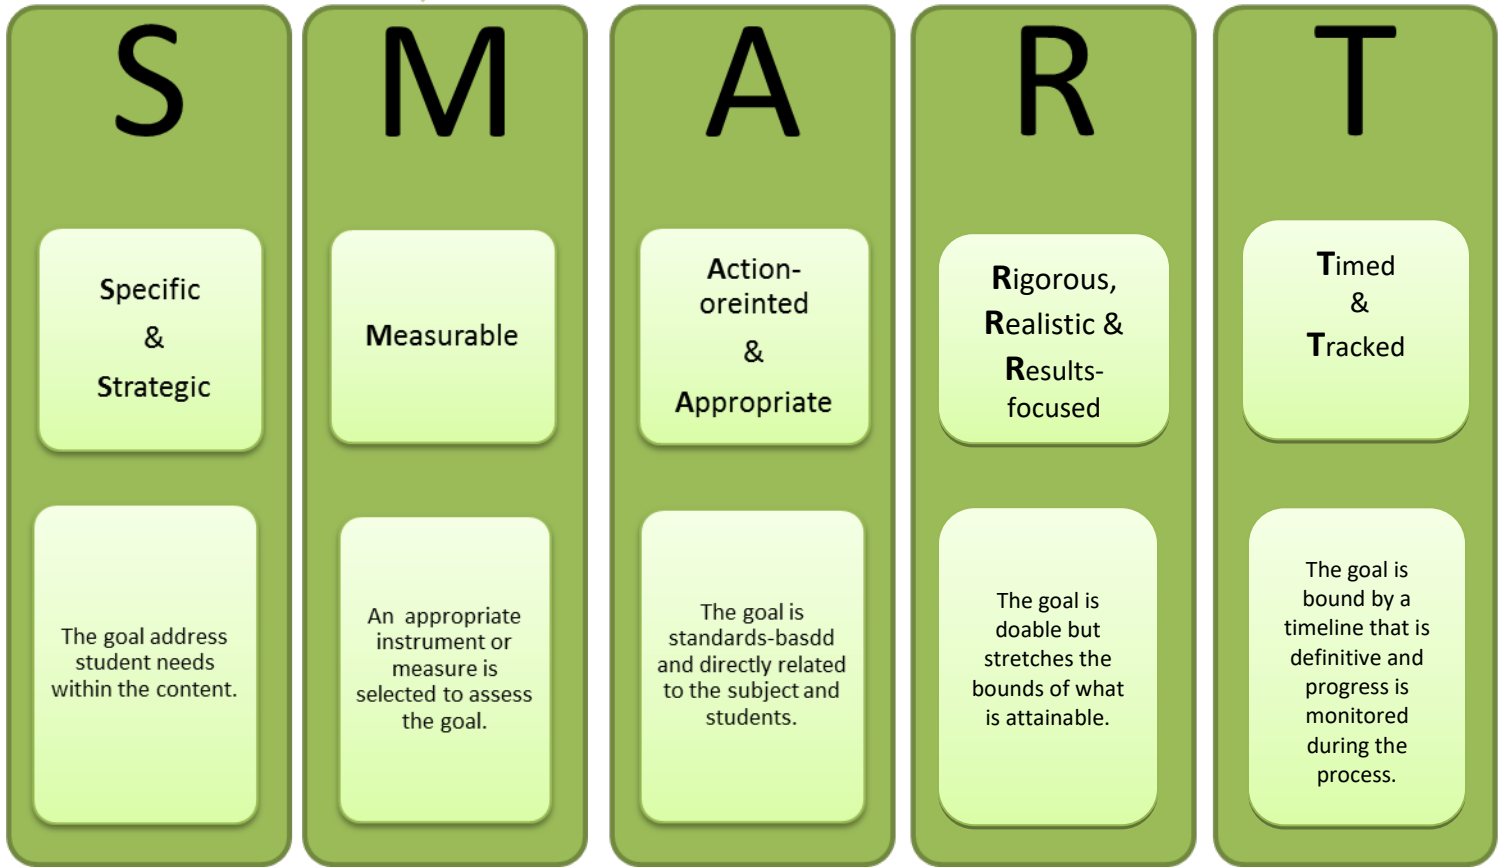 S
Specific
&
Strategic
The goal address
student needs
within the content.
M
Measurable
An appropriate
instrument or
measure is
selected to assess
the goal.
A
Action-
oreinted
&
Appropriate
The goal is
standards-basdd
and directly related
to the subject and
students.
R
Rigorous,
Realistic &
Results-
focused
The goal is
doable but
stretches the
bounds of what
is attainable.
T
Timed
&
Tracked
The goal is
bound by a
timeline that is
definitive and
progress is
monitored
during the
process.